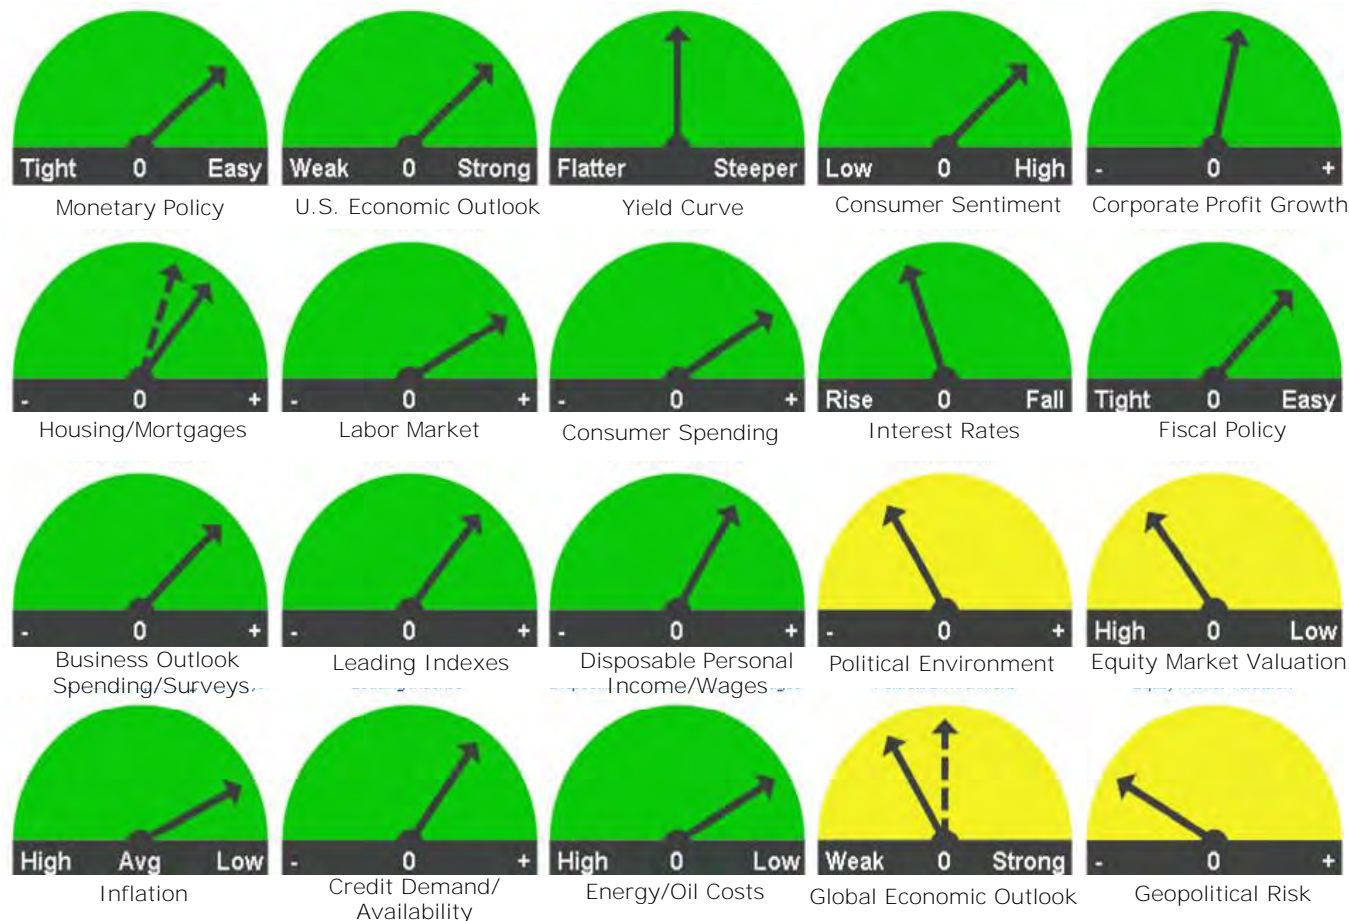 Tight 0 Easy
Monetary Policy
Weak 0 Strong
U.S. Economic Outlook
Flatter Steeper
Yield Curve
Low 0 High
Consumer Sentiment
- 0 +
Corporate Profit Growth
- 0 +
Housing/Mortgages
- 0 +
Labor Market
- 0 +
Consumer Spending
Rise 0 Fall
Interest Rates
Tight 0 Easy
Fiscal Policy
- 0 +
Business Outlook
Spending/Surveys
- 0 +
Leading Indexes
- 0 +
Disposable Personal
Income/Wages
- 0 +
Political Environment
High 0 Low
Equity Market Valuation
High Avg Low
Inflation
- 0 +
Credit Demand/
Availability
High 0 Low
Energy/Oil Costs
Weak 0 Strong
Global Economic Outlook
- 0 +
Geopolitical Risk